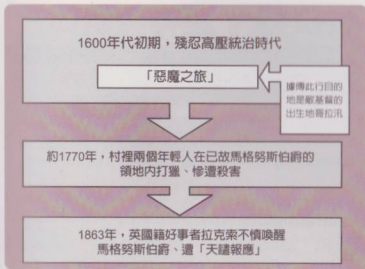 1600年代初期，殘忍高壓統治時代
「惡魔之旅」
據傳此行目的
地是敵基督的
出生地哥拉汛
約1770年，村裡兩個年輕人在已故馬格努斯伯爵的
領地內打獵、慘遭殺害
1863年，英國籍好事者拉克索不慎喚醒
馬格努斯伯爵、遭「天譴報應」